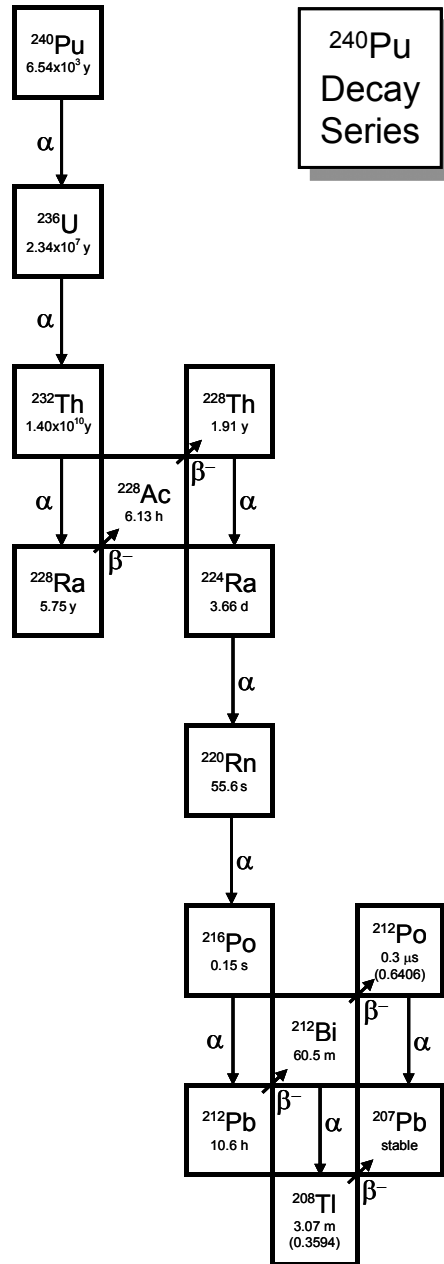 ²⁴⁰Pu
6.54x10³ y
²⁴⁰Pu
Decay
Series
α
²³⁶U
2.34x10⁷ y
α
²³²Th
1.40x10¹⁰y
²²⁸Th
1.91 y
β⁻
α
²²⁸Ac
6.13 h
α
β⁻
²²⁸Ra
5.75 y
²²⁴Ra
3.66 d
α
²²⁰Rn
55.6 s
α
²¹⁶Po
0.15 s
²¹²Po
0.3 μs
(0.6406)
β⁻
α
²¹²Bi
60.5 m
α
β⁻
²¹²Pb
10.6 h
α
²⁰⁷Pb
stable
β⁻
²⁰⁸Tl
3.07 m
(0.3594)